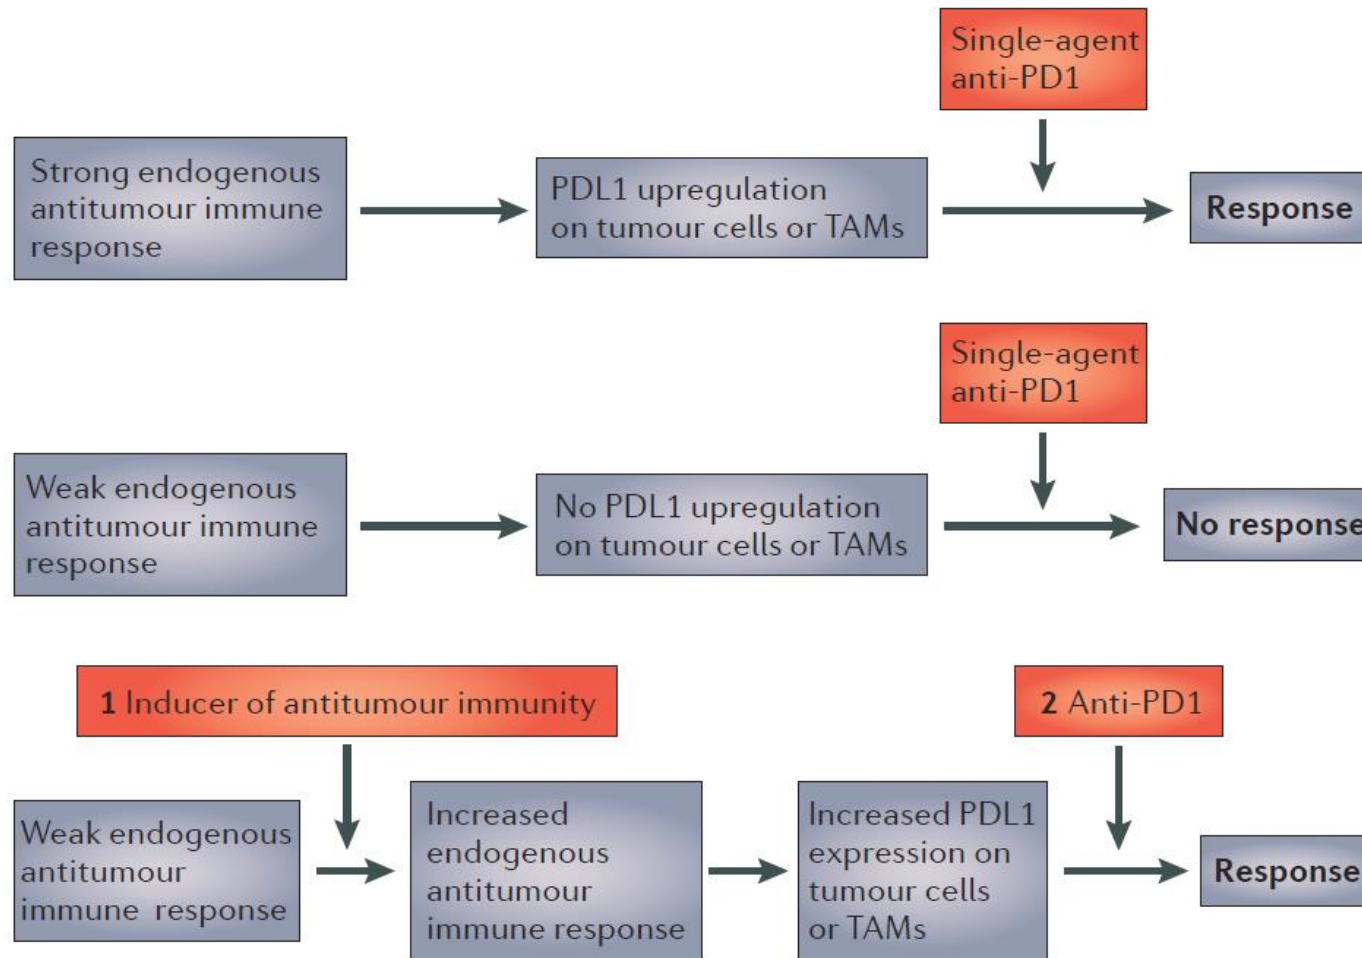 Single-agent
anti-PD1
Strong endogenous
antitumour immune
response
PDL1 upregulation
on tumour cells or TAMs
Response
Single-agent
anti-PD1
Weak endogenous
antitumour immune
response
No PDL1 upregulation
on tumour cells or TAMs
No response
1 Inducer of antitumour immunity
2 Anti-PD1
Weak endogenous
antitumour
immune response
Increased
endogenous
antitumour
immune response
Increased PDL1
expression on
tumour cells
or TAMs
Response